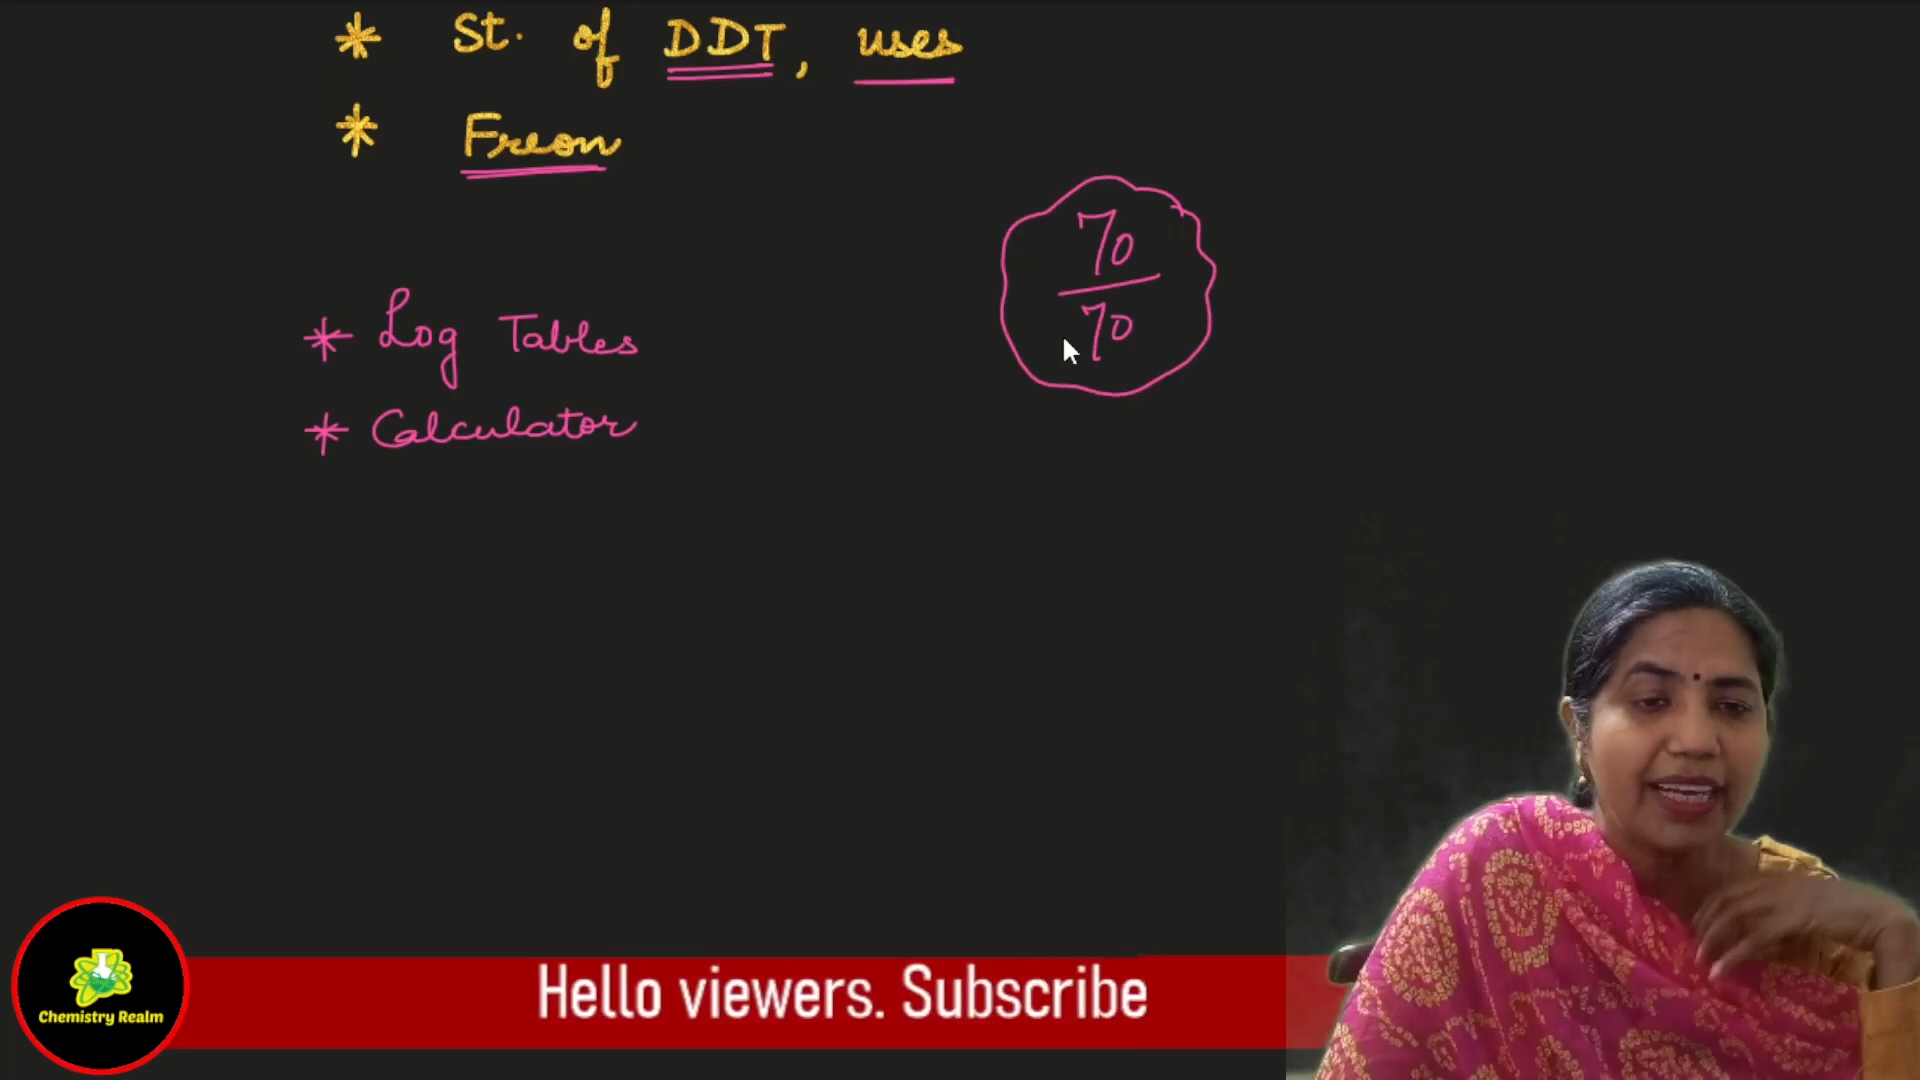 * St. of DDT, uses
* Freon
70
70
* Log Tables
* Calculator
Chemistry Realm
Hello viewers. Subscribe